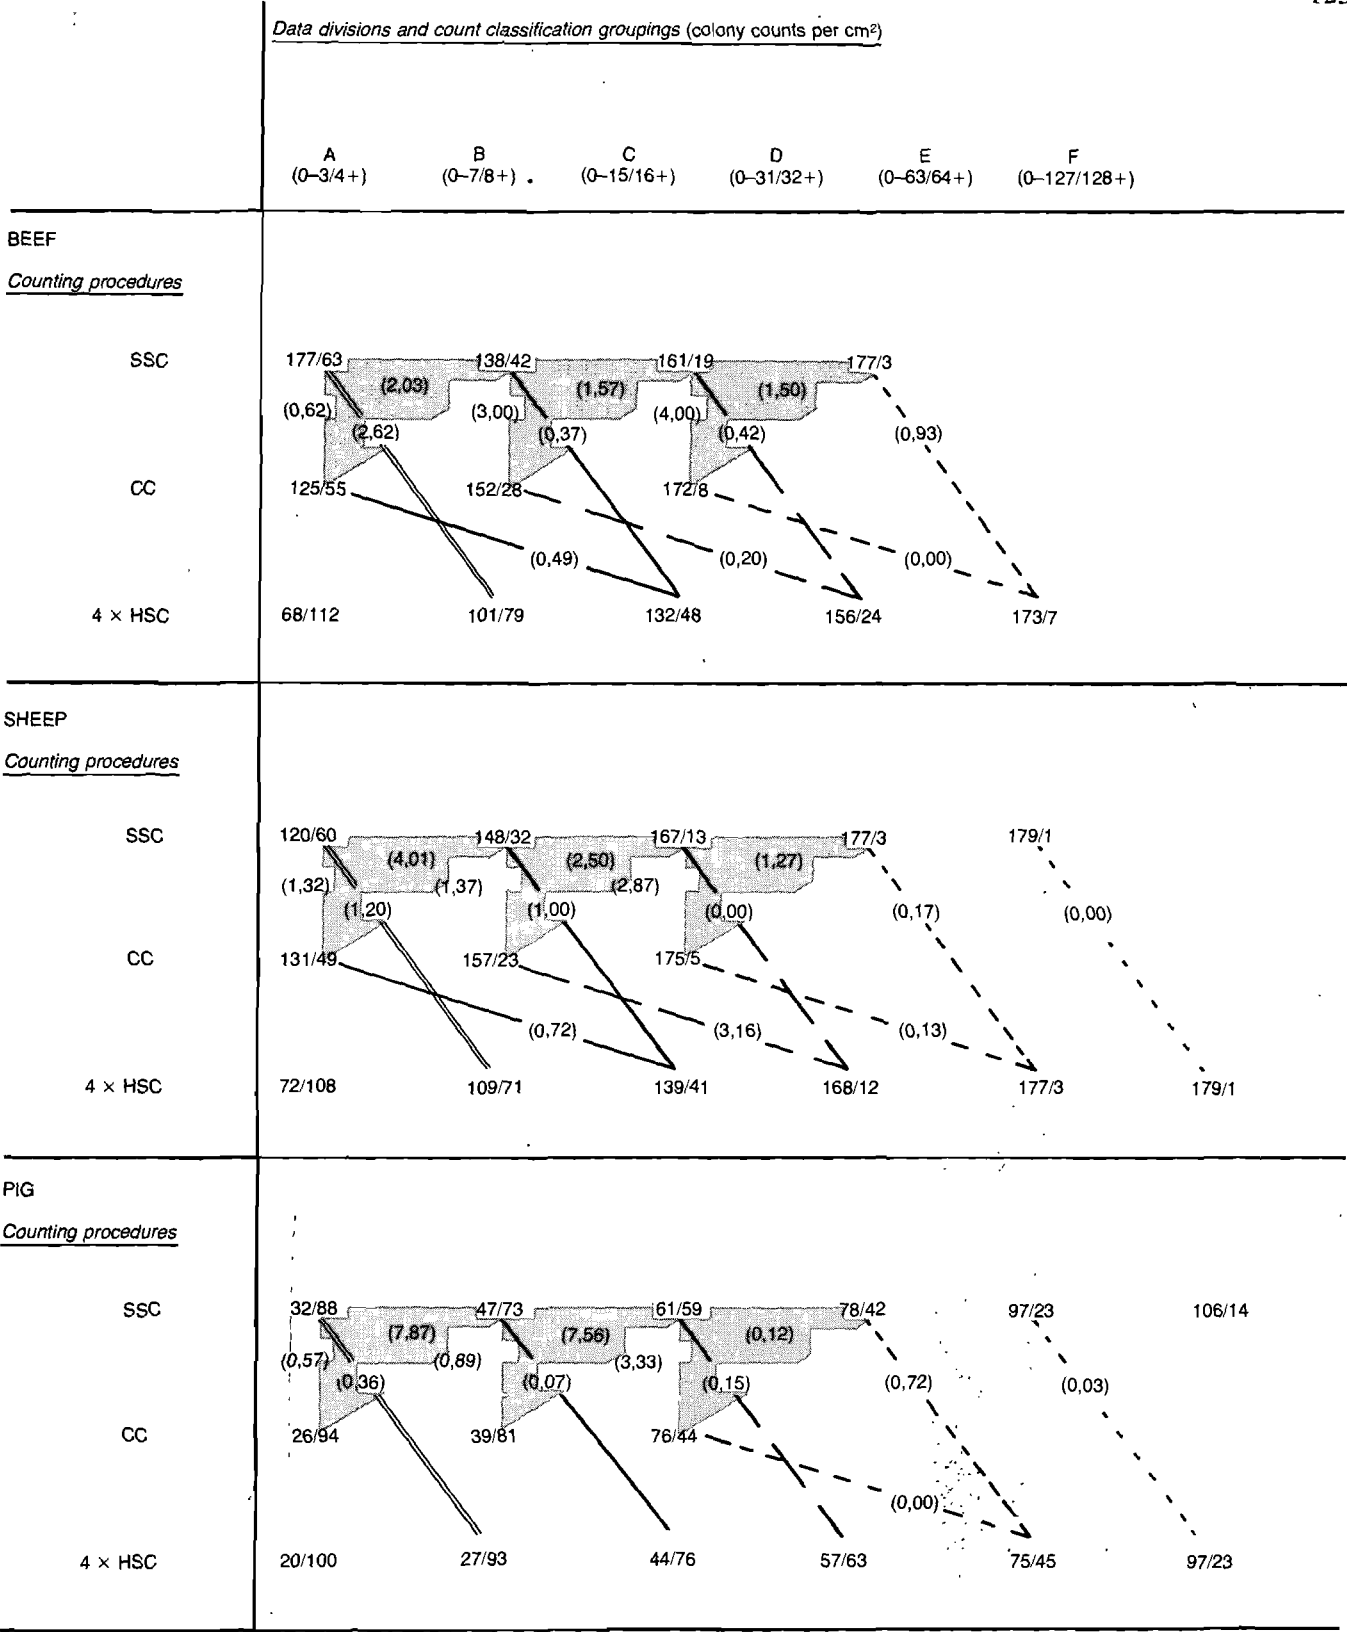 Data divisions and count classification groupings (colony counts per cm²)
A B C D E F
(0–3/4+) (0–7/8+) (0–15/16+) (0–31/32+) (0–63/64+) (0–127/128+)
BEEF
Counting procedures
SSC 177/63 138/42 161/19 177/3
(2,03) (1,57) (1,50)
(0,62) (3,00) (4,00)
(2,62) (0,37) (0,42) (0,93)
CC 125/55 152/28 172/8
(0,49) (0,20) (0,00)
4 × HSC 68/112 101/79 132/48 156/24 173/7
SHEEP
Counting procedures
SSC 120/60 148/32 167/13 177/3 179/1
(4,01) (2,50) (1,27)
(1,32) (1,37) (2,87)
(1,20) (1,00) (0,00) (0,17) (0,00)
CC 131/49 157/23 175/5
(0,72) (3,16) (0,13)
4 × HSC 72/108 109/71 139/41 168/12 177/3 179/1
PIG
Counting procedures
SSC 32/88 47/73 61/59 78/42 97/23 106/14
(7,87) (7,56) (0,12)
(0,57) (0,89) (3,33)
(0,36) (0,07) (0,15) (0,72) (0,03)
CC 26/94 39/81 76/44
(0,00)
4 × HSC 20/100 27/93 44/76 57/63 75/45 97/23